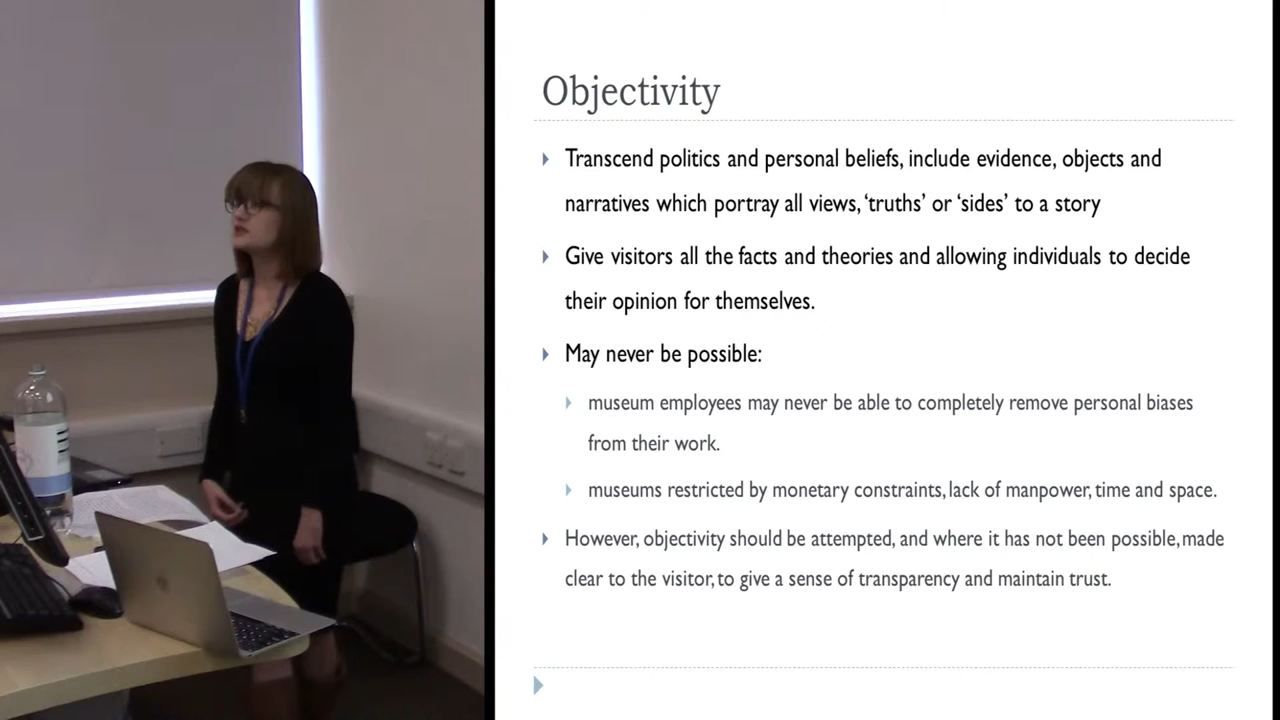 Objectivity
Transcend politics and personal beliefs, include evidence, objects and
narratives which portray all views, ‘truths’ or ‘sides’ to a story
Give visitors all the facts and theories and allowing individuals to decide
their opinion for themselves.
May never be possible:
museum employees may never be able to completely remove personal biases
from their work.
museums restricted by monetary constraints, lack of manpower, time and space.
However, objectivity should be attempted, and where it has not been possible, made
clear to the visitor, to give a sense of transparency and maintain trust.